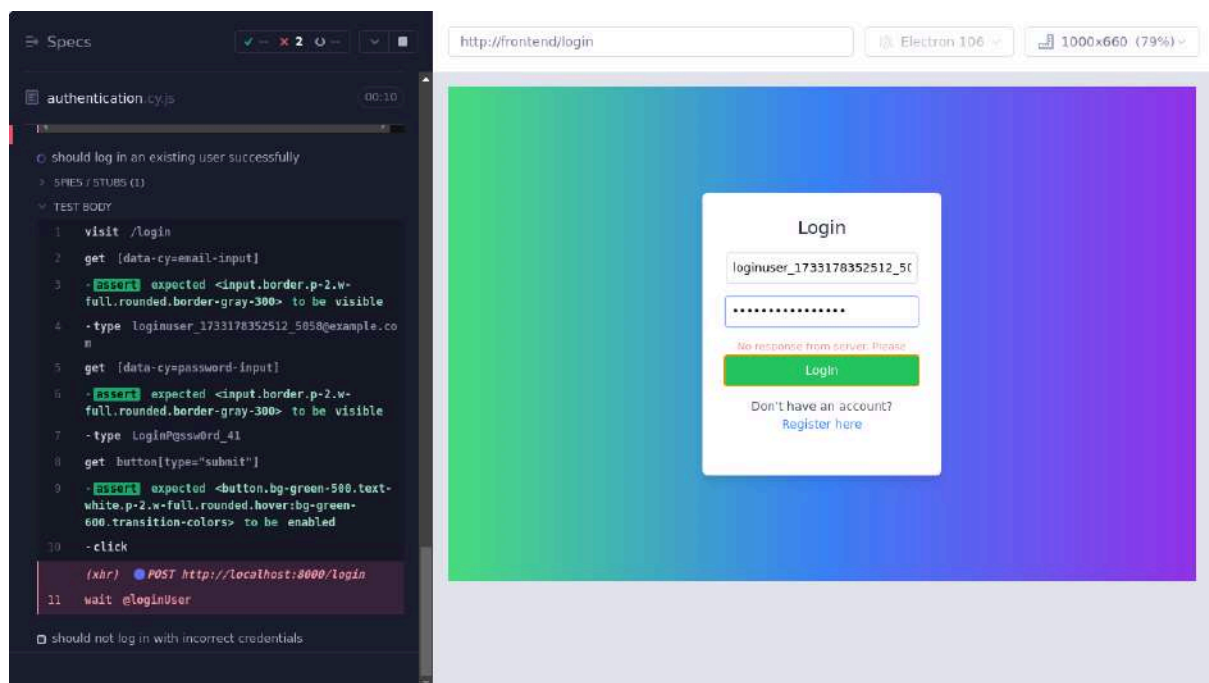 Specs
-- 2 --
http://frontend/login
Electron 106
1000x660 (79%)
authentication.cy.js
00:10
should log in an existing user successfully
SPIES / STUBS (1)
TEST BODY
1 visit /login
2 get [data-cy=email-input]
3 -assert expected <input.border.p-2.w-
full.rounded.border-gray-300> to be visible
4 -type loginuser_1733178352512_5058@example.co
m
5 get [data-cy=password-input]
6 -assert expected <input.border.p-2.w-
full.rounded.border-gray-300> to be visible
7 -type LoginP@ssw0rd_41
8 get button[type="submit"]
9 -assert expected <button.bg-green-500.text-
white.p-2.w-full.rounded.hover:bg-green-
600.transition-colors> to be enabled
10 -click
(xhr) POST http://localhost:8000/login
11 wait @loginUser
should not log in with incorrect credentials
Login
loginuser_1733178352512_50
••••••••••••••••
No response from server. Please
Login
Don't have an account?
Register here